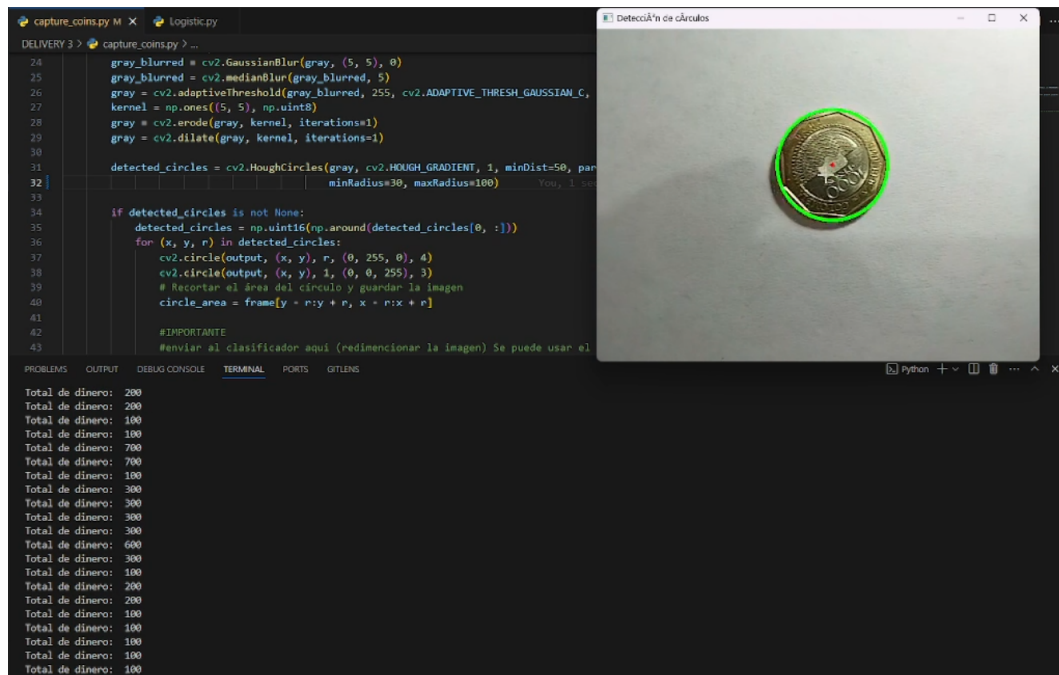 capture_coins.py M
Logistic.py
DELIVERY 3 > capture_coins.py > ...
24 gray_blurred = cv2.GaussianBlur(gray, (5, 5), 0)
25 gray_blurred = cv2.medianBlur(gray_blurred, 5)
26 gray = cv2.adaptiveThreshold(gray_blurred, 255, cv2.ADAPTIVE_THRESH_GAUSSIAN_C,
27 kernel = np.ones((5, 5), np.uint8)
28 gray = cv2.erode(gray, kernel, iterations=1)
29 gray = cv2.dilate(gray, kernel, iterations=1)
30
31 detected_circles = cv2.HoughCircles(gray, cv2.HOUGH_GRADIENT, 1, minDist=50, par
32 minRadius=30, maxRadius=100) You, 1 sec
33
34 if detected_circles is not None:
35 detected_circles = np.uint16(np.around(detected_circles[0, :]))
36 for (x, y, r) in detected_circles:
37 cv2.circle(output, (x, y), r, (0, 255, 0), 4)
38 cv2.circle(output, (x, y), 1, (0, 0, 255), 3)
39 # Recortar el área del círculo y guardar la imagen
40 circle_area = frame[y - r:y + r, x - r:x + r]
41
42 #IMPORTANTE
43 #enviar al clasificador aqui (redimencionar la imagen) Se puede usar el
DetecciÃ³n de cÃrculos
PROBLEMS OUTPUT DEBUG CONSOLE TERMINAL PORTS GITLENS
Python
Total de dinero: 200
Total de dinero: 200
Total de dinero: 100
Total de dinero: 100
Total de dinero: 700
Total de dinero: 700
Total de dinero: 100
Total de dinero: 300
Total de dinero: 300
Total de dinero: 300
Total de dinero: 300
Total de dinero: 600
Total de dinero: 300
Total de dinero: 100
Total de dinero: 200
Total de dinero: 200
Total de dinero: 100
Total de dinero: 100
Total de dinero: 100
Total de dinero: 100
Total de dinero: 100